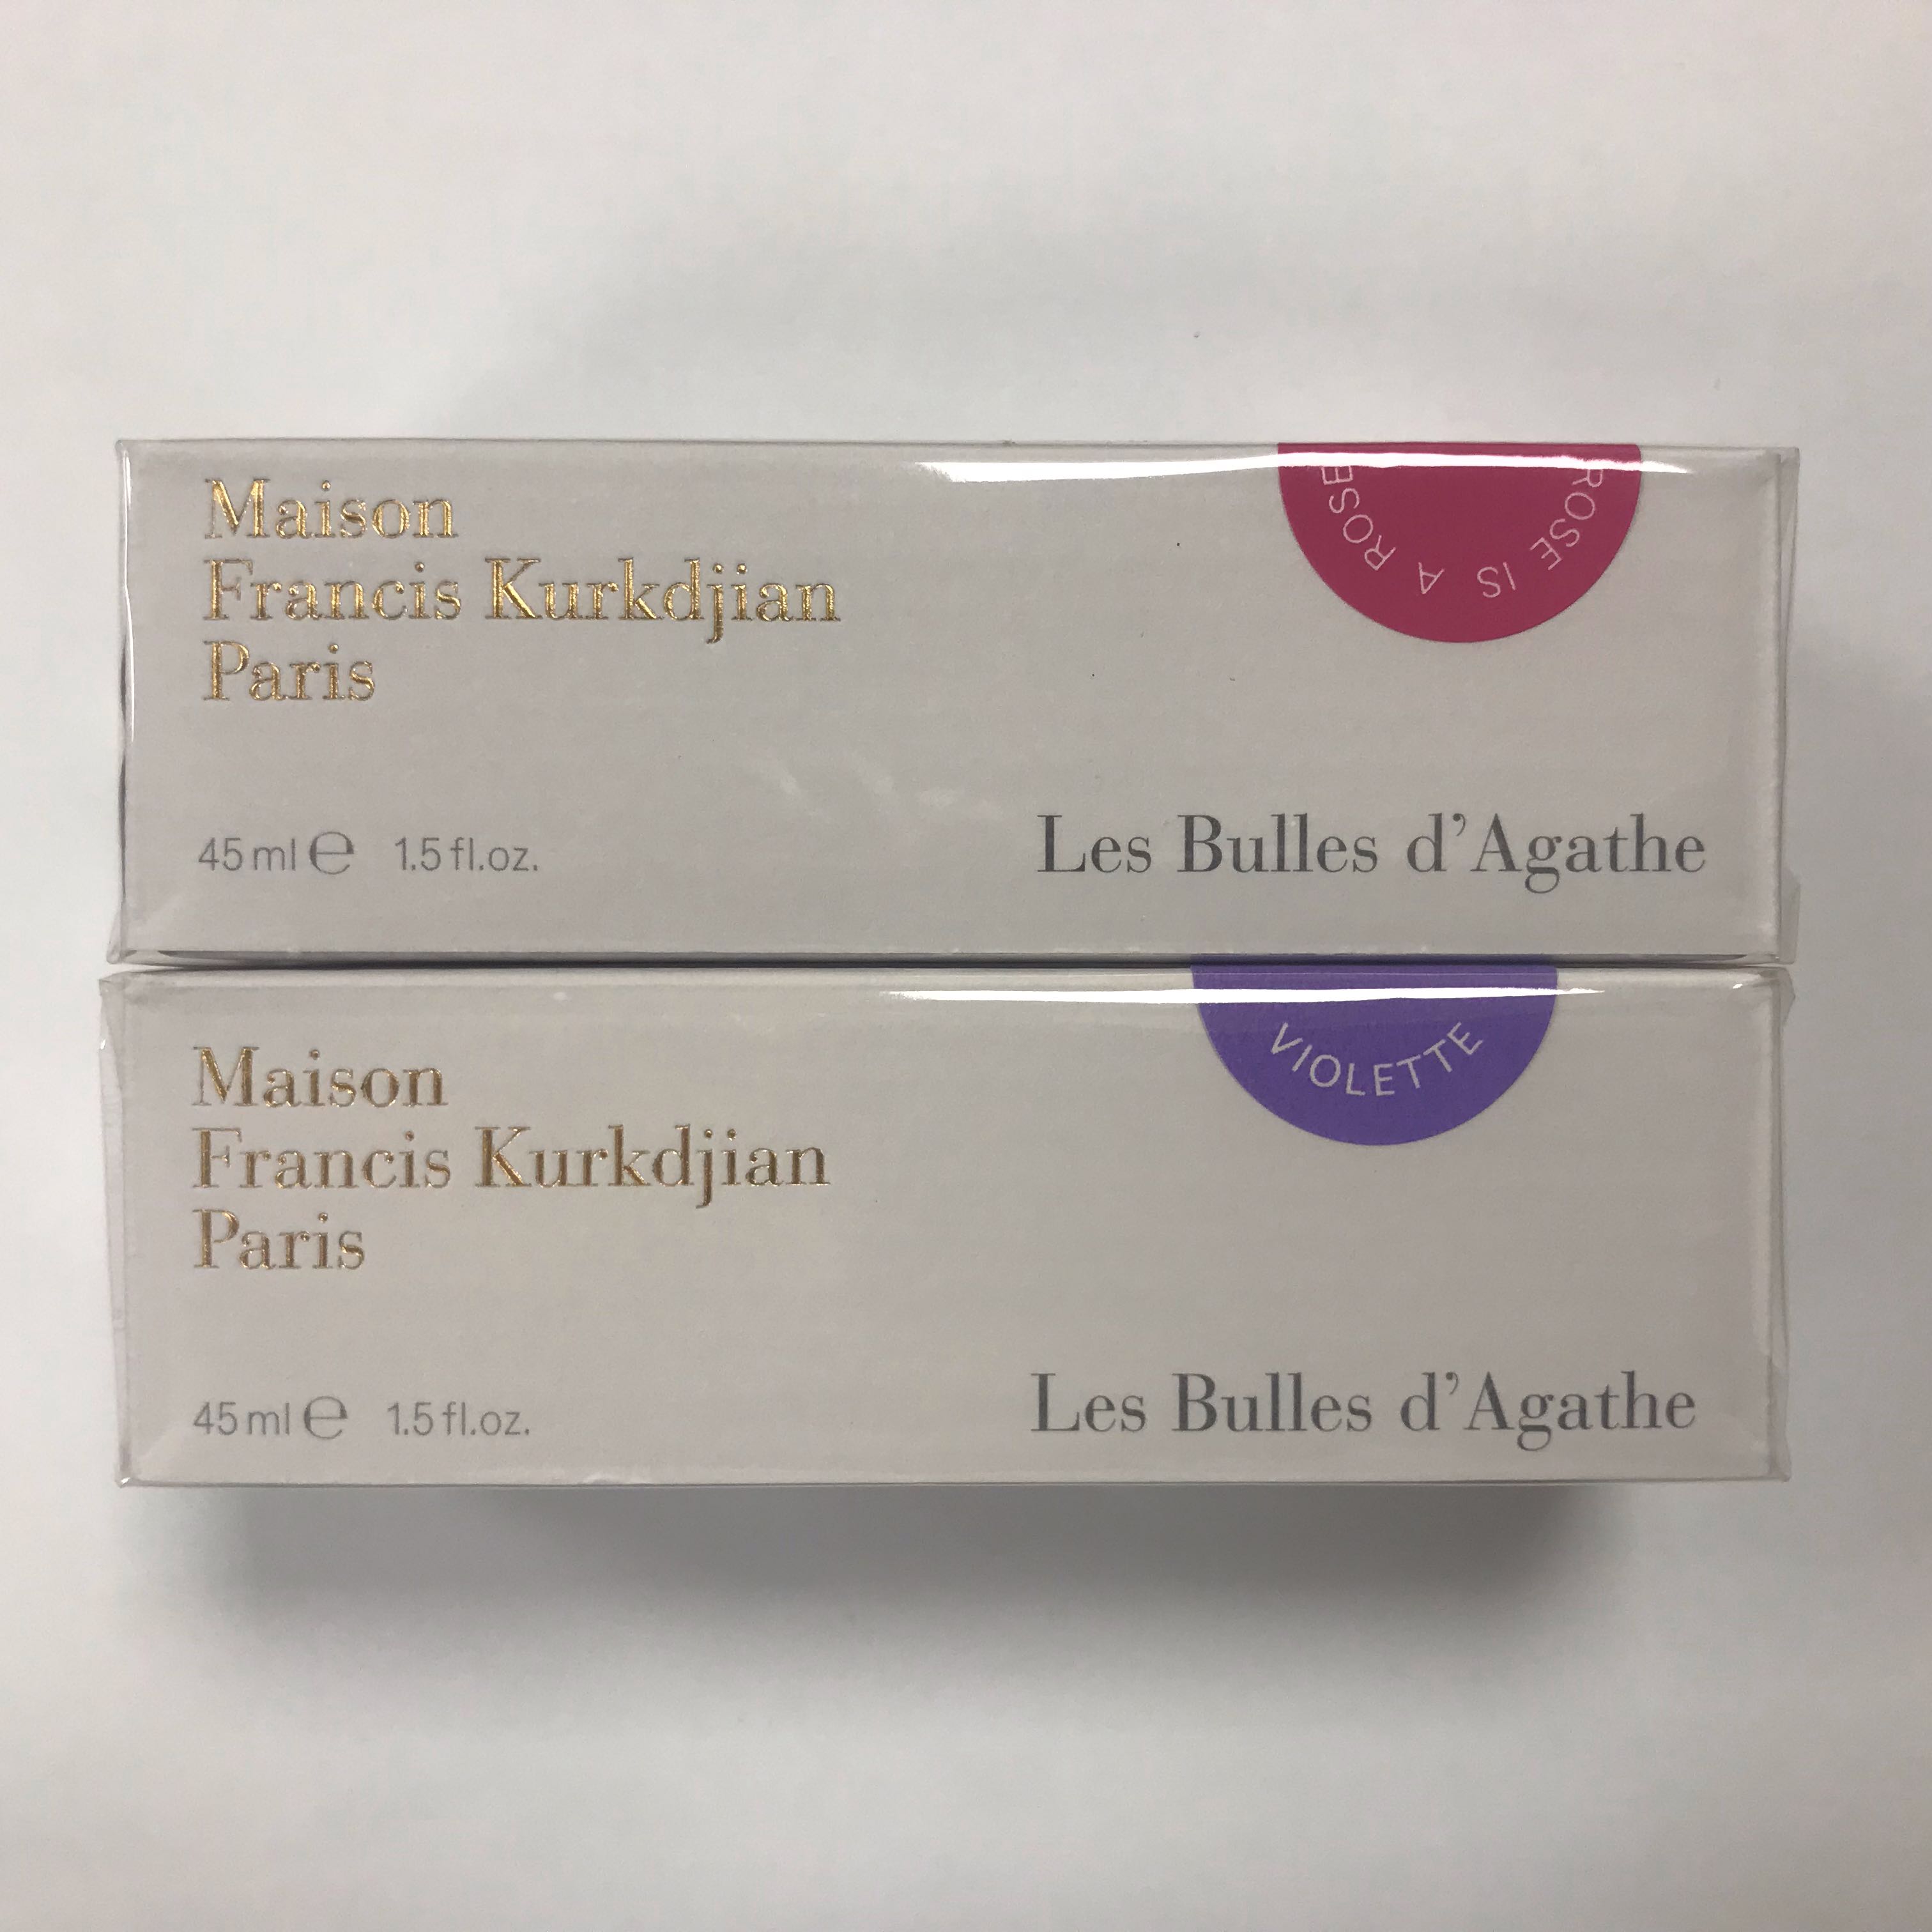 Maison
Francis Kurkdjian
Paris
ROSE IS A ROSE
45 ml e 1.5 fl.oz.
Les Bulles d'Agathe
Maison
Francis Kurkdjian
Paris
VIOLETTE
45 ml e 1.5 fl.oz.
Les Bulles d'Agathe